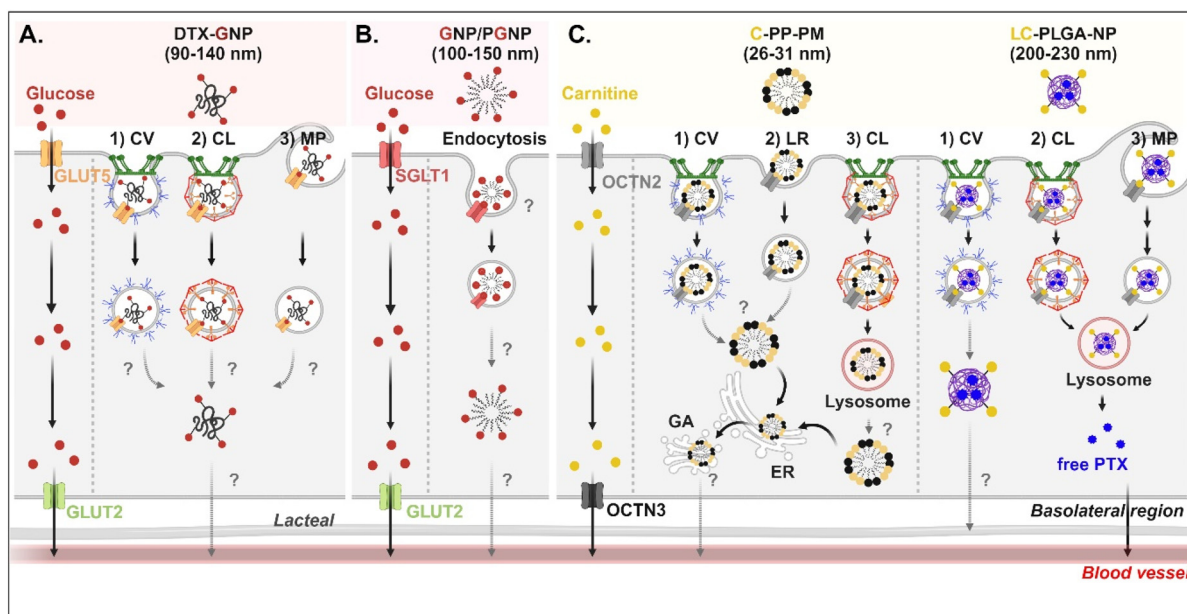 A.
DTX-GNP
(90-140 nm)
Glucose
1) CV
2) CL
3) MP
GLUT5
?
?
?
?
GLUT2
Lacteal
B.
GNP/PGNP
(100-150 nm)
Glucose
Endocytosis
SGLT1
?
?
?
GLUT2
C.
C-PP-PM
(26-31 nm)
LC-PLGA-NP
(200-230 nm)
Carnitine
1) CV
2) LR
3) CL
1) CV
2) CL
3) MP
OCTN2
?
Lysosome
Lysosome
?
GA
ER
free PTX
?
?
OCTN3
Basolateral region
Blood vessel